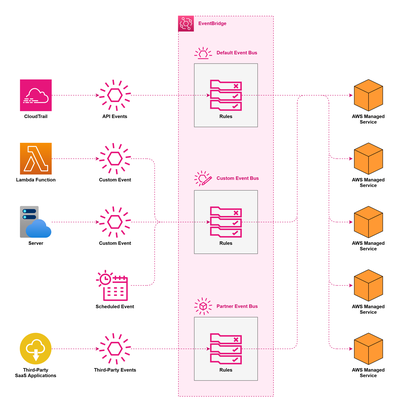 EventBridge
Default Event Bus
CloudTrail
API Events
Rules
AWS Managed
Service
Lambda Function
Custom Event
AWS Managed
Service
Custom Event Bus
Server
Custom Event
Rules
AWS Managed
Service
Scheduled Event
AWS Managed
Service
Partner Event Bus
Third-Party
SaaS Applications
Third-Party Events
Rules
AWS Managed
Service